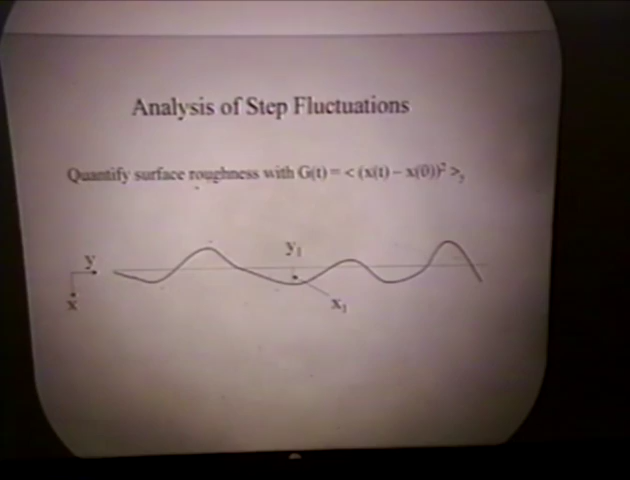 Analysis of Step Fluctuations
Quantify surface roughness with G(t) = < (x(t) – x(0))² >y
y
y₁
x
x₁